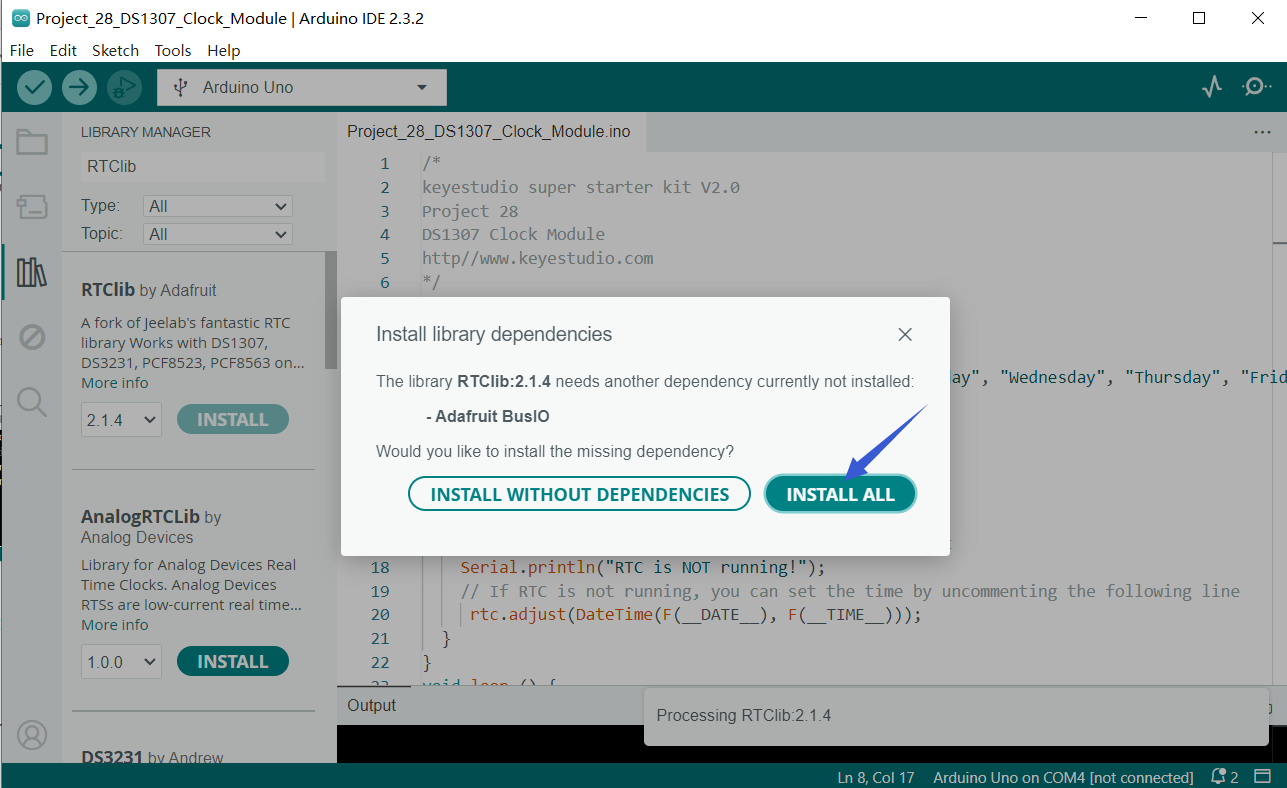 Project_28_DS1307_Clock_Module | Arduino IDE 2.3.2
File Edit Sketch Tools Help
Arduino Uno
LIBRARY MANAGER
RTClib
Type: All
Topic: All
RTClib by Adafruit
A fork of Jeelab's fantastic RTC
library Works with DS1307,
DS3231, PCF8523, PCF8563 on...
More info
2.1.4 INSTALL
AnalogRTCLib by
Analog Devices
Library for Analog Devices Real
Time Clocks. Analog Devices
RTSs are low-current real time...
More info
1.0.0 INSTALL
DS3231 by Andrew
Project_28_DS1307_Clock_Module.ino
1 /*
2 keyestudio super starter kit V2.0
3 Project 28
4 DS1307 Clock Module
5 http//www.keyestudio.com
6 */
day", "Wednesday", "Thursday", "Frid
Install library dependencies
The library RTClib:2.1.4 needs another dependency currently not installed:
- Adafruit BusIO
Would you like to install the missing dependency?
INSTALL WITHOUT DEPENDENCIES INSTALL ALL
18 Serial.println("RTC is NOT running!");
19 // If RTC is not running, you can set the time by uncommenting the following line
20 rtc.adjust(DateTime(F(__DATE__), F(__TIME__)));
21 }
22 }
23 void loop () {
Output
Processing RTClib:2.1.4
Ln 8, Col 17 Arduino Uno on COM4 [not connected] 2